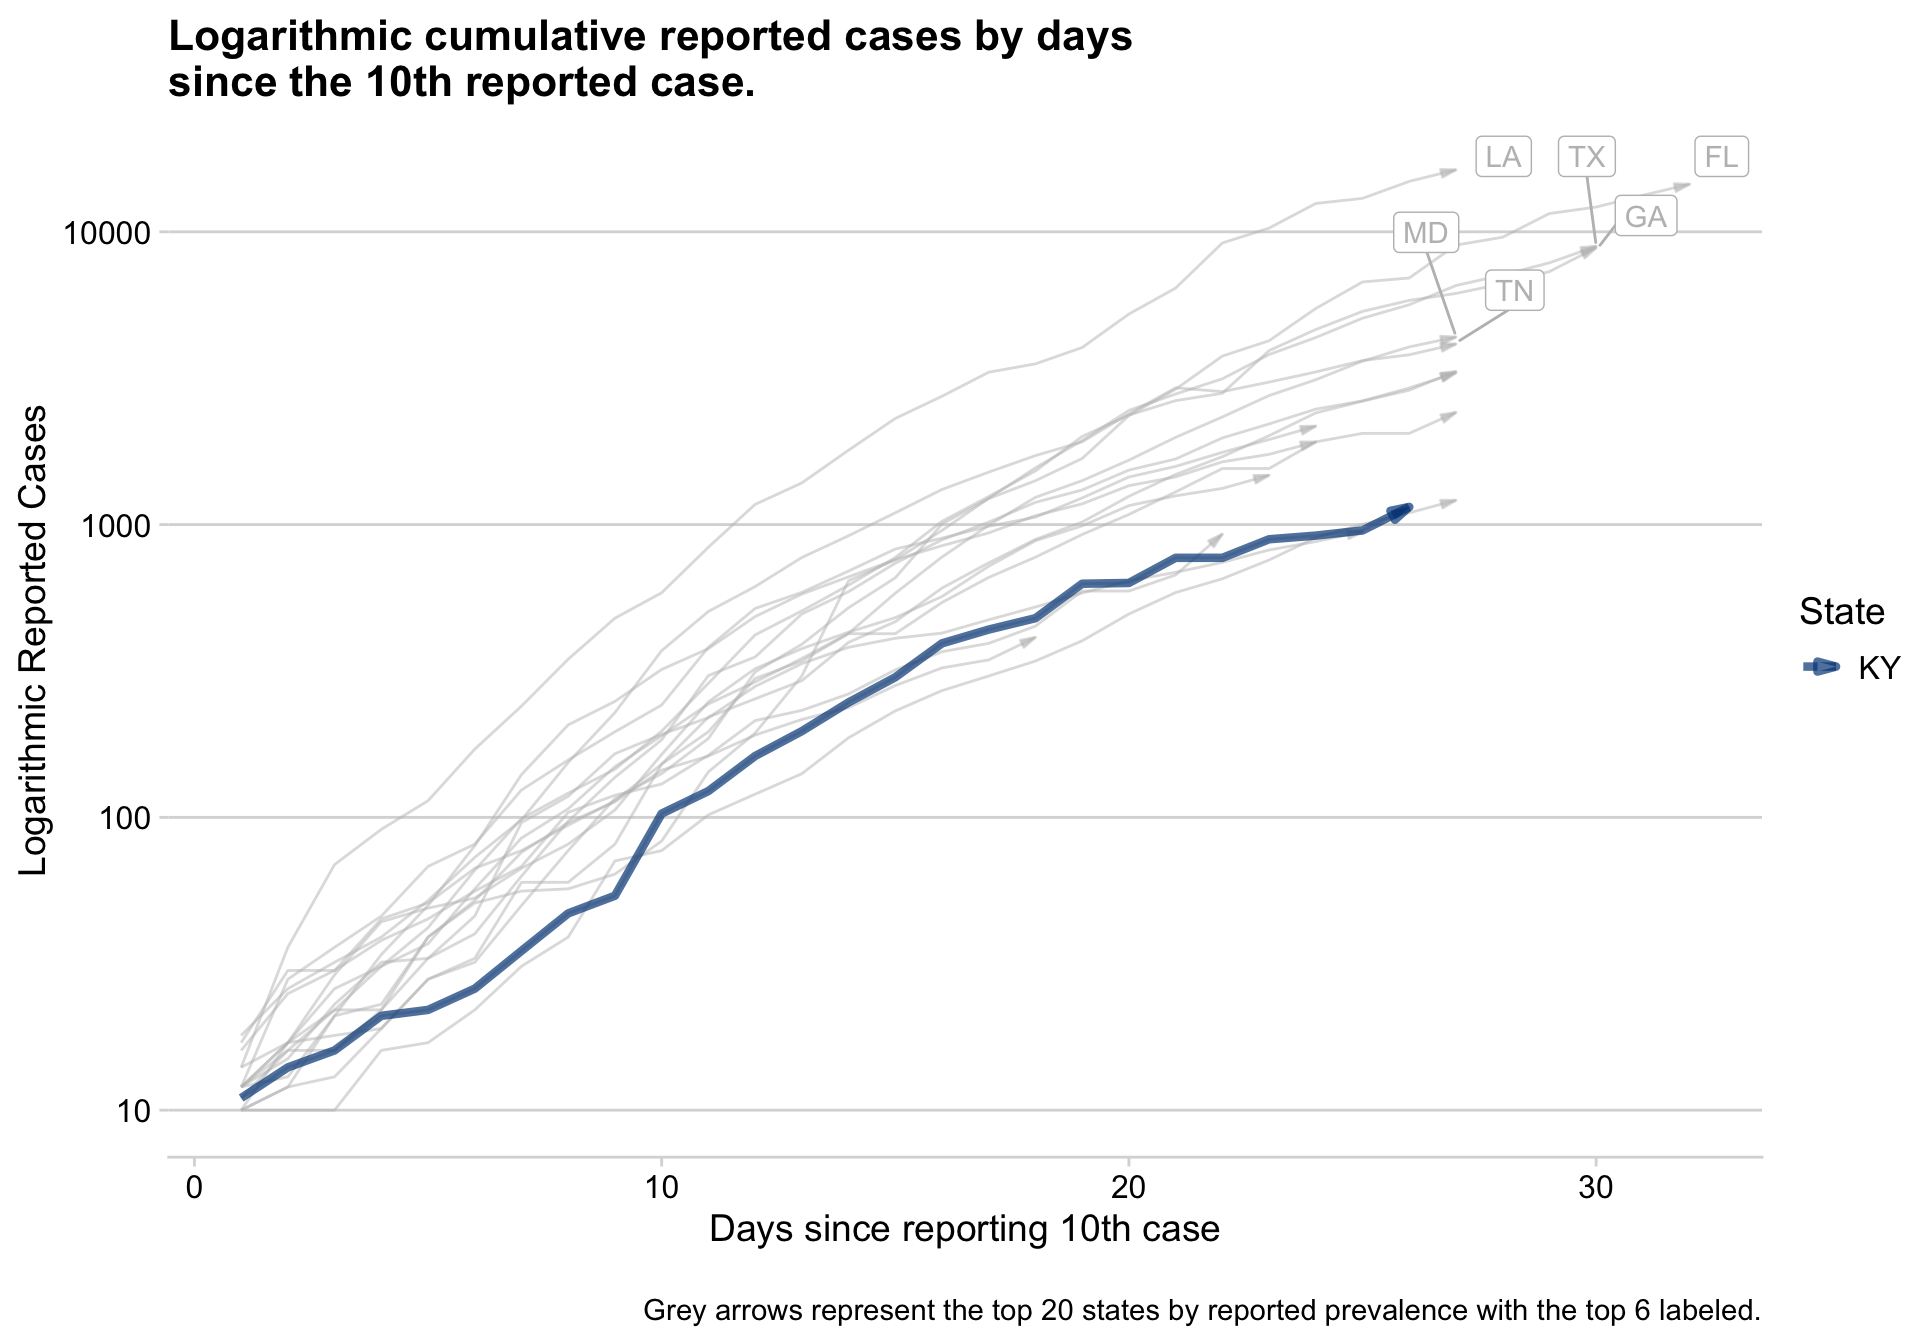 Logarithmic cumulative reported cases by days
since the 10th reported case.
LA
TX
FL
GA
MD
TN
10000
1000
100
10
Logarithmic Reported Cases
State
KY
0
10
20
30
Days since reporting 10th case
Grey arrows represent the top 20 states by reported prevalence with the top 6 labeled.